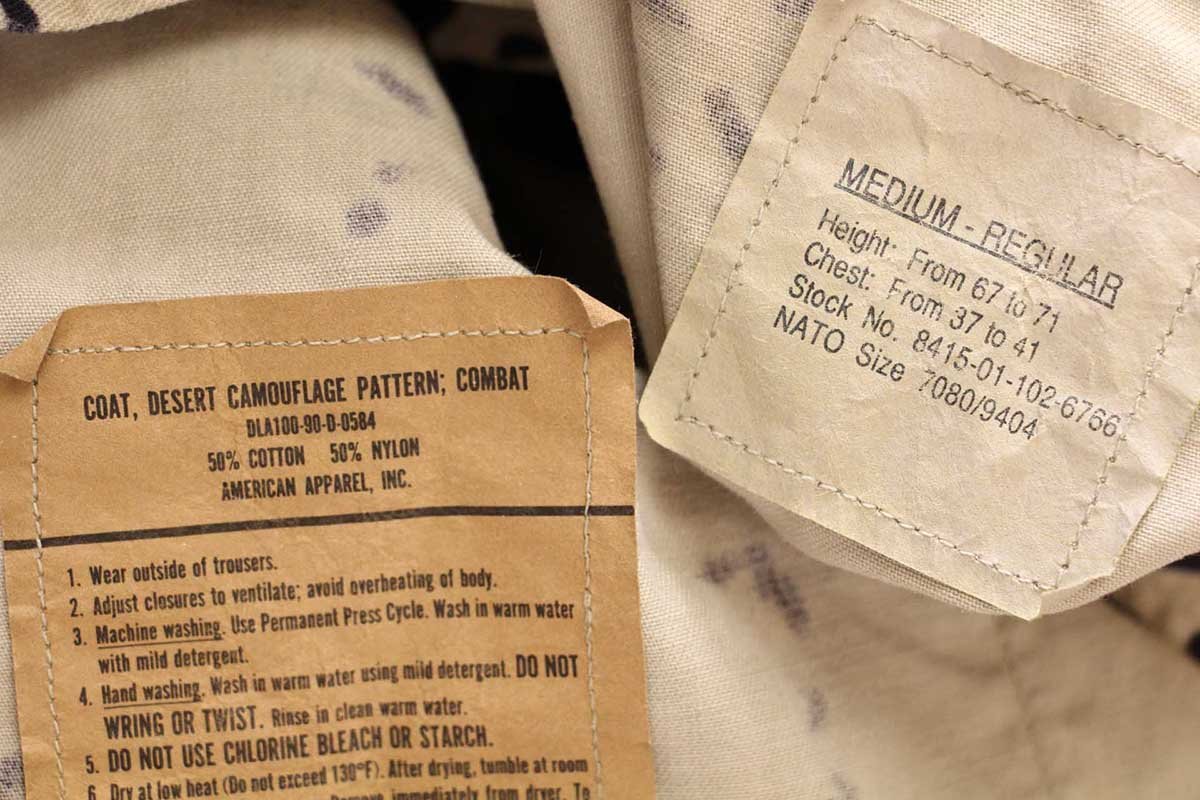 COAT, DESERT CAMOUFLAGE PATTERN; COMBAT
DLA100-90-D-0584
50% COTTON 50% NYLON
AMERICAN APPAREL, INC.
1. Wear outside of trousers.
2. Adjust closures to ventilate; avoid overheating of body.
3. Machine washing. Use Permanent Press Cycle. Wash in warm water
with mild detergent.
4. Hand washing. Wash in warm water using mild detergent. DO NOT
WRING OR TWIST. Rinse in clean warm water.
5. DO NOT USE CHLORINE BLEACH OR STARCH.
6. Dry at low heat (Do not exceed 130°F). After drying, tumble at room
Remove immediately from dryer. To
MEDIUM - REGULAR
Height: From 67 to 71
Chest: From 37 to 41
Stock No. 8415-01-102-6766
NATO Size 7080/9404